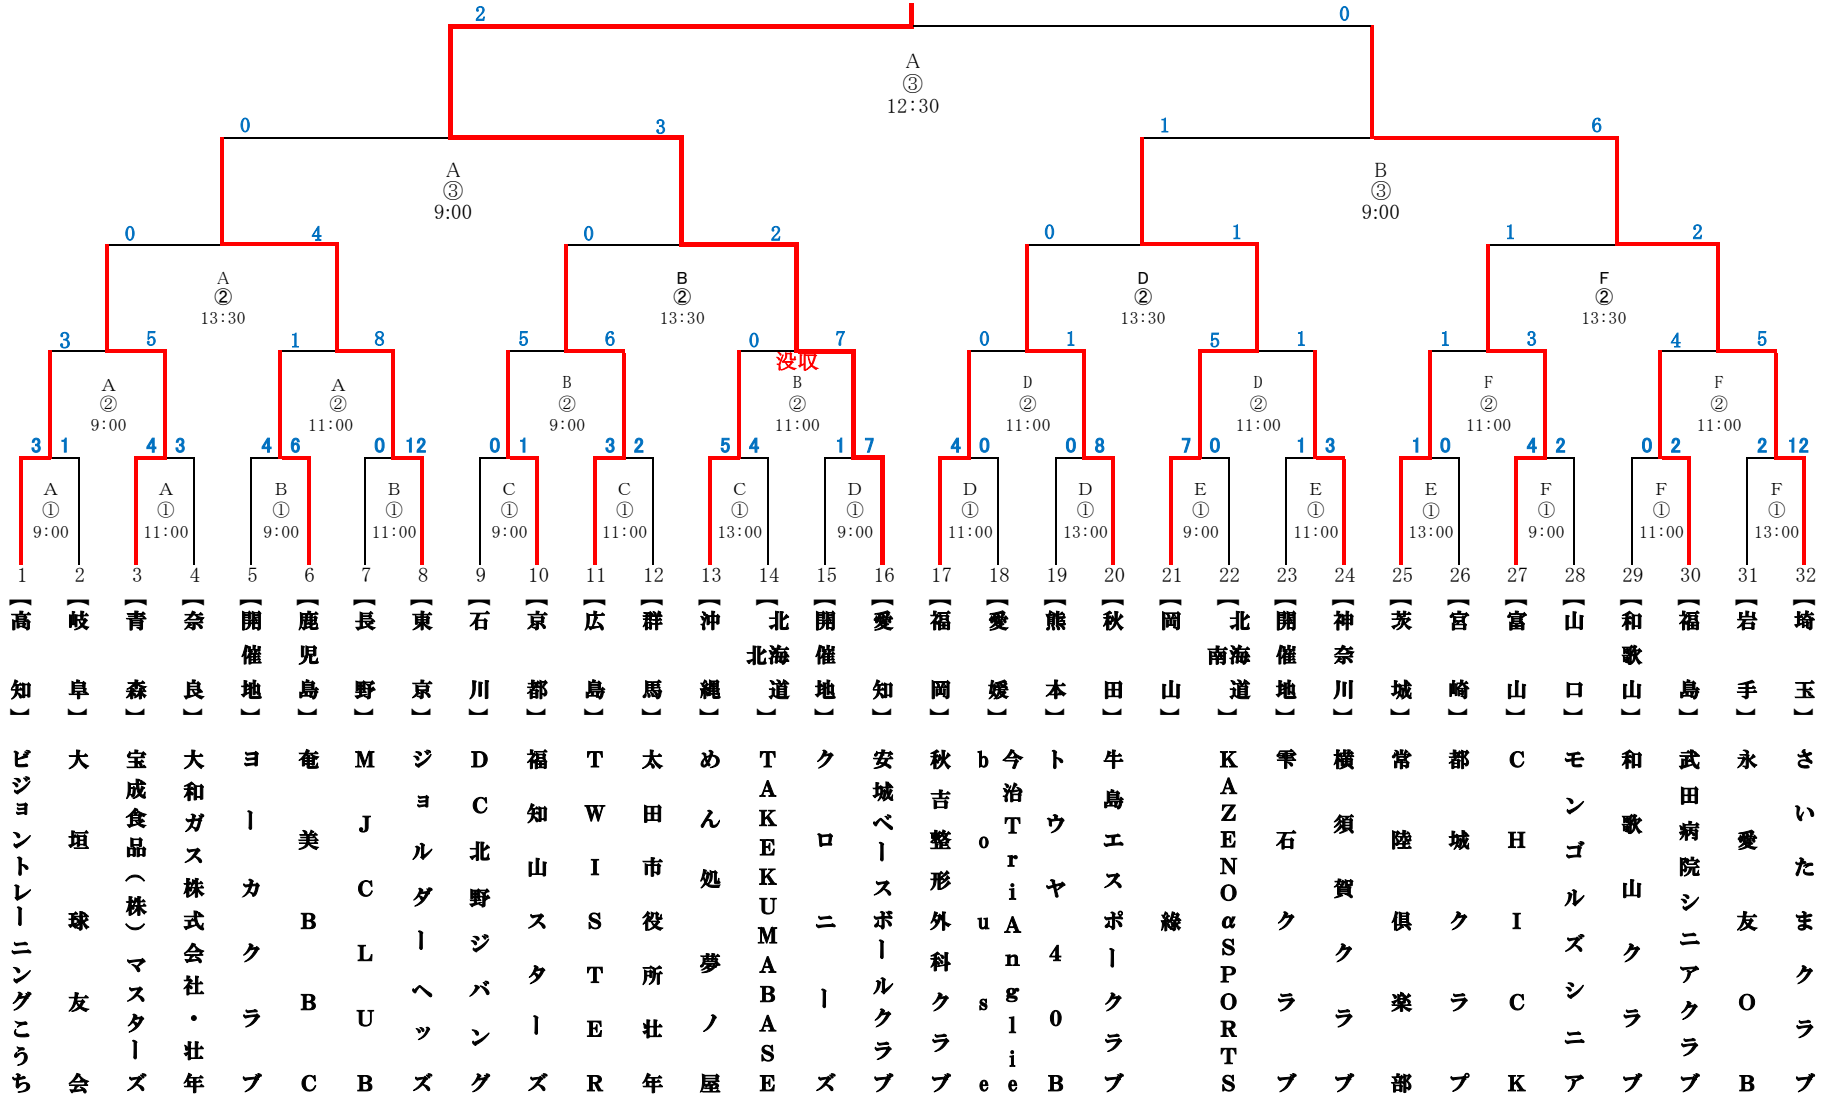 2 0
A
③
12:30
0 3 1 6
A
③
9:00
B
③
9:00
0 4 0 2 0 1 1 2
A
②
13:30
B
②
13:30
D
②
13:30
F
②
13:30
3 5 1 8 5 6 0 7 0 1 5 1 1 3 4 5
没収
A
②
9:00
A
②
11:00
B
②
9:00
B
②
11:00
D
②
11:00
D
②
11:00
F
②
11:00
F
②
11:00
3 1 4 3 4 6 0 12 0 1 3 2 5 4 1 7 4 0 0 8 7 0 1 3 1 0 4 2 0 2 2 12
A
①
9:00
A
①
11:00
B
①
9:00
B
①
11:00
C
①
9:00
C
①
11:00
C
①
13:00
D
①
9:00
D
①
11:00
D
①
13:00
E
①
9:00
E
①
11:00
E
①
13:00
F
①
9:00
F
①
11:00
F
①
13:00
1 2 3 4 5 6 7 8 9 10 11 12 13 14 15 16 17 18 19 20 21 22 23 24 25 26 27 28 29 30 31 32
【高知】ビジョントレーニングこうち
【岐阜】大垣球友会
【青森】宝成食品(株)マスターズ
【奈良】大和ガス株式会社・壮年
【開催地】ヨーカクラブ
【鹿児島】奄美BBC
【長野】MJCLUB
【東京】ジョルダーヘッズ
【石川】DC北野ジバング
【京都】福知山スターズ
【広島】TWISTER
【群馬】太田市役所壮年
【沖縄】めん処夢ノ屋
【北海道北】TAKEKUMABASE
【開催地】クロニーズ
【愛知】安城ベースボールクラブ
【福岡】秋吉整形外科クラブ
【愛媛】今治TriAnglie bouse
【熊本】トウヤ40B
【秋田】牛島エスポークラブ
【岡山】綠
【北海道南】KAZENOαSPORTS
【開催地】雫石クラブ
【神奈川】横須賀クラブ
【茨城】常陸倶楽部
【宮崎】都城クラプ
【富山】CHICK
【山口】モンゴルズシニア
【和歌山】和歌山クラブ
【福島】武田病院シニアクラブ
【岩手】永愛友OB
【埼玉】さいたまクラブ